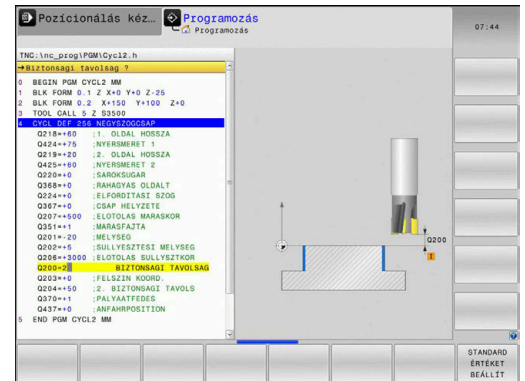 Pozícionálás kéz...
Programozás
Programozás
07:44
TNC:\nc_prog\PGM\Cycl2.h
→Biztonsagi tavolsag ?
0 BEGIN PGM CYCL2 MM
1 BLK FORM 0.1 Z X+0 Y+0 Z-25
2 BLK FORM 0.2 X+150 Y+100 Z+0
3 TOOL CALL 5 Z S3500
4 CYCL DEF 256 NEGYSZOGCSAP
Q218=+60 ;1. OLDAL HOSSZA
Q424=+75 ;NYERSMERET 1
Q219=+20 ;2. OLDAL HOSSZA
Q425=+60 ;NYERSMERET 2
Q220=+0 ;SAROKSUGAR
Q368=+0 ;RAHAGYAS OLDALT
Q224=+0 ;ELFORDITASI SZOG
Q367=+0 ;CSAP HELYZETE
Q207=+500 ;ELOTOLAS MARASKOR
Q351=+1 ;MARASFAJTA
Q201=-20 ;MELYSEG
Q202=+5 ;SULLYESZTESI MELYSEG
Q206=+3000 ;ELOTOLAS SULLYSZTKOR
Q200=2 BIZTONSAGI TAVOLSAG
Q203=+0 ;FELSZIN KOORD.
Q204=+50 ;2. BIZTONSAGI TAVOLS
Q370=+1 ;PALYAATFEDES
Q437=+0 ;ANFAHRPOSITION
5 END PGM CYCL2 MM
Q200
I
STANDARD
ÉRTÉKET
BEÁLLÍT